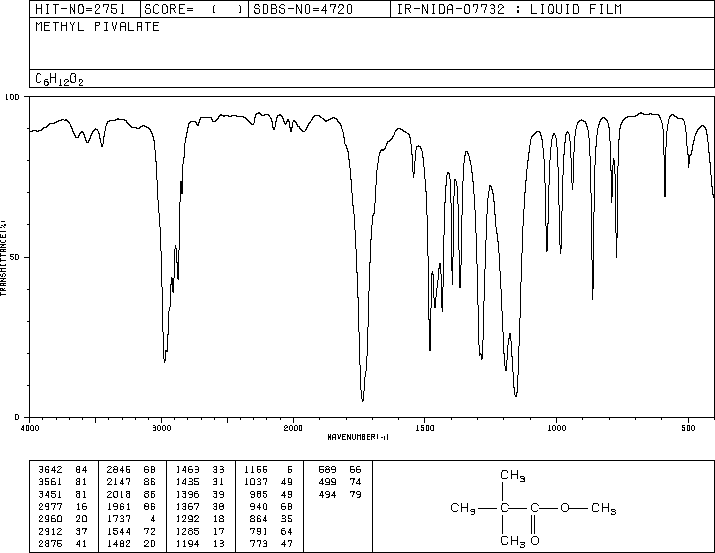 HIT-NO=2751 SCORE= ( ) SDBS-NO=4720 IR-NIDA-07732 : LIQUID FILM
METHYL PIVALATE
C6H12O2
100
50
0
TRANSMITTANCE(%)
4000 3000 2000 1500 1000 500
WAVENUMBER(-1)
3642 84 2846 68 1463 33 1155 6 589 66
3561 81 2147 86 1435 31 1037 49 499 74
3451 81 2018 86 1396 39 985 49 494 79
2977 16 1961 86 1367 38 940 68
2960 20 1737 4 1292 18 864 35
2912 37 1544 72 1285 17 791 64
2875 41 1482 20 1194 13 773 47
CH3
CH3—C—C—O—CH3
CH3 O